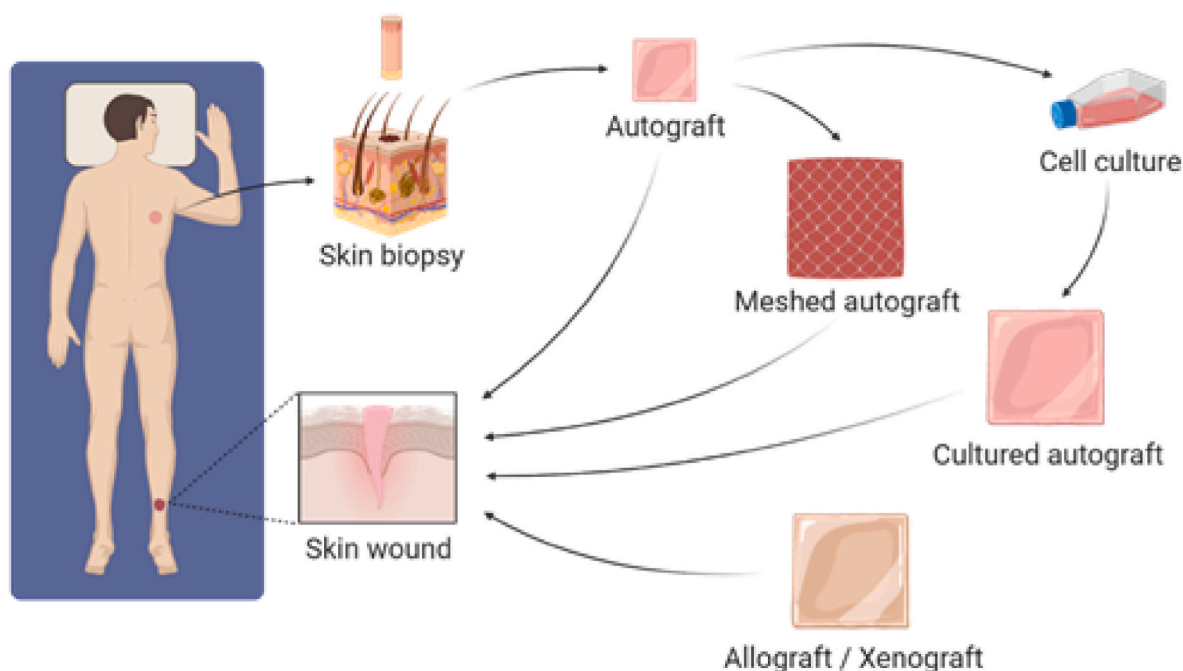 Autograft
Cell culture
Skin biopsy
Meshed autograft
Cultured autograft
Skin wound
Allograft / Xenograft